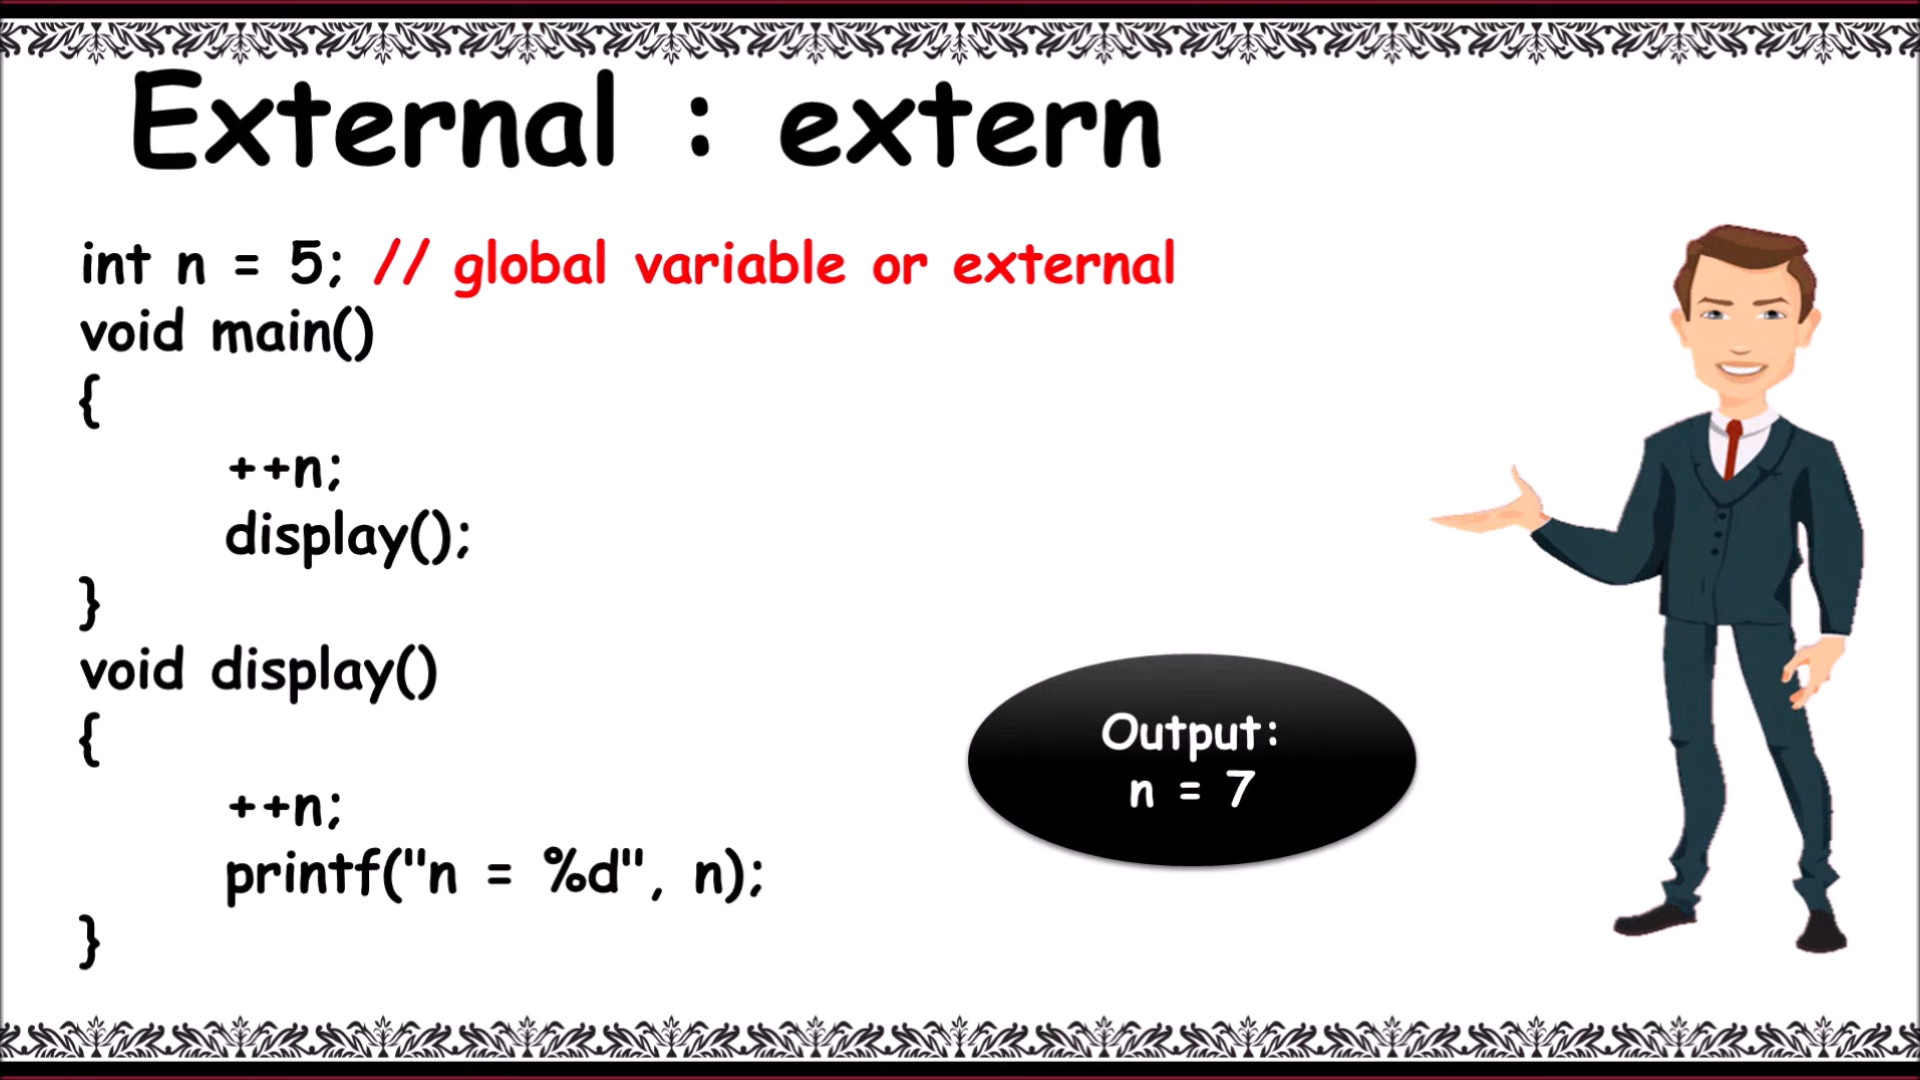 External : extern
int n = 5; // global variable or external
void main()
{
++n;
display();
}
void display()
{
++n;
printf("n = %d", n);
}
Output:
n = 7